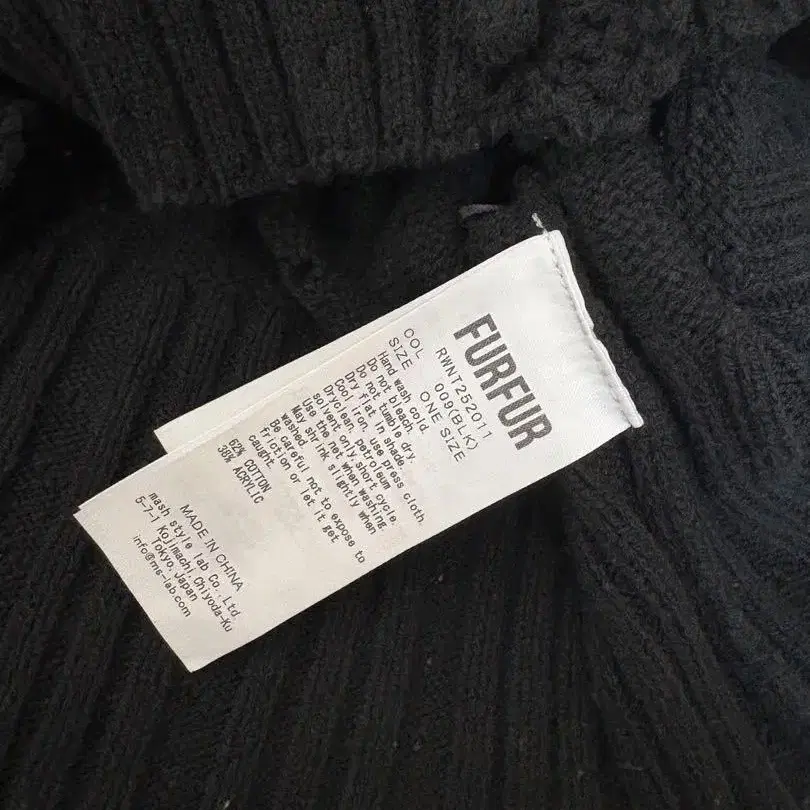 FURFUR
RWNT252011
COL 009(BLK)
SIZE ONE SIZE
Hand wash cold.
Do not bleach.
Do not tumble dry.
Dry flat in shade.
Cool iron. use press cloth.
Dryclean. petroleum
solvent only.short cycle.
Use the net when washing
May shrink slightly when
washed.
Be careful not to expose to
friction or let it get
caught.
62% COTTON
38% ACRYLIC
MADE IN CHINA
mash style lab Co.,Ltd.
5-7-1 Kojimachi,Chiyoda-Ku
Tokyo,Japan
info@ms-lab.com